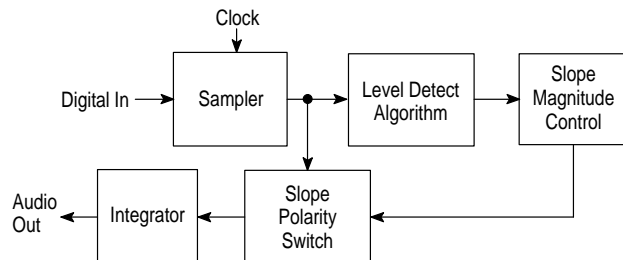 Clock
Digital In
Sampler
Level Detect
Algorithm
Slope
Magnitude
Control
Audio
Out
Integrator
Slope
Polarity
Switch